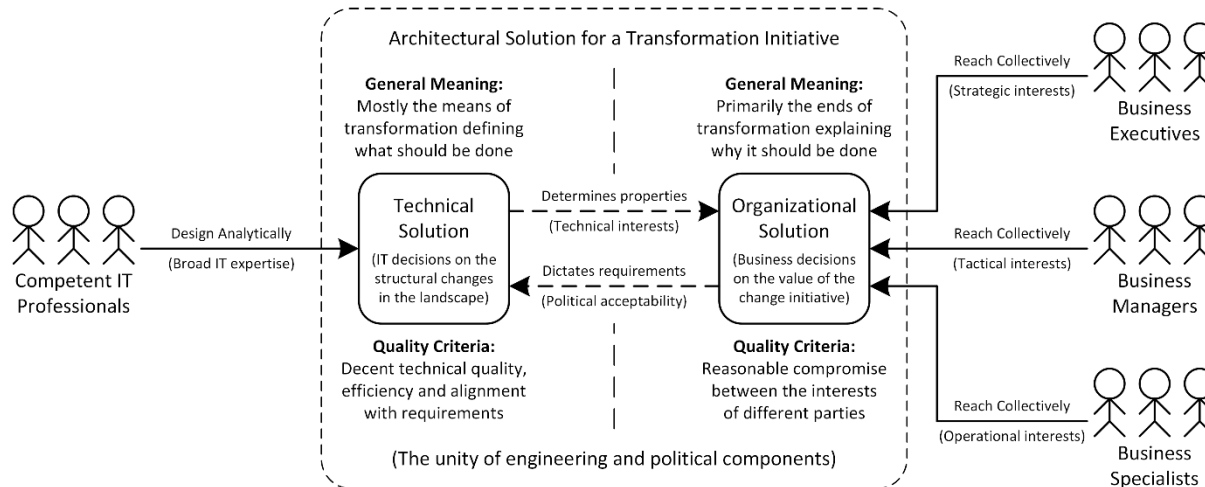 Architectural Solution for a Transformation Initiative
General Meaning:
Mostly the means of
transformation defining
what should be done
General Meaning:
Primarily the ends of
transformation explaining
why it should be done
Competent IT
Professionals
Design Analytically
(Broad IT expertise)
Technical
Solution
(IT decisions on the
structural changes
in the landscape)
Determines properties
(Technical interests)
Dictates requirements
(Political acceptability)
Organizational
Solution
(Business decisions
on the value of the
change initiative)
Quality Criteria:
Decent technical quality,
efficiency and alignment
with requirements
Quality Criteria:
Reasonable compromise
between the interests
of different parties
(The unity of engineering and political components)
Reach Collectively
(Strategic interests)
Business
Executives
Reach Collectively
(Tactical interests)
Business
Managers
Reach Collectively
(Operational interests)
Business
Specialists